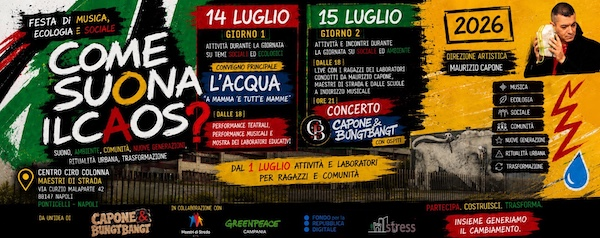 FESTA DI MUSICA,
ECOLOGIA E SOCIALE
COME
SUONA
IL CAOS?
SUONO, AMBIENTE, COMUNITÀ, NUOVE GENERAZIONI,
RITUALITÀ URBANA, TRASFORMAZIONE
CENTRO CIRO COLONNA
MAESTRI DI STRADA
VIA CURZIO MALAPARTE 42
80147 NAPOLI
PONTICELLI - NAPOLI
14 LUGLIO
GIORNO 1
ATTIVITÀ DURANTE LA GIORNATA
SU TEMI SOCIALI ED ECOLOGICI
CONVEGNO PRINCIPALE
L'ACQUA
"A MAMMA 'E TUTT'E MAMME"
[DALLE 18]
PERFORMANCE TEATRALI,
PERFORMANCE MUSICALI E
MOSTRA DEI LABORATORI EDUCATIVI
15 LUGLIO
GIORNO 2
ATTIVITÀ E INCONTRI DURANTE
LA GIORNATA SU SOCIALE ED AMBIENTE
[DALLE 18]
LIVE CON I RAGAZZI DEI LABORATORI
CONDOTTI DA MAURIZIO CAPONE,
MAESTRI DI STRADA E DALLE SCUOLE
A INDIRIZZO MUSICALE
[ORE 21]
CONCERTO
CB
CAPONE &
BUNGTBANGT
CON OSPITI
DAL 1 LUGLIO ATTIVITÀ E LABORATORI
PER RAGAZZI E COMUNITÀ
2026
DIREZIONE ARTISTICA
MAURIZIO CAPONE
MUSICA
ECOLOGIA
SOCIALE
COMUNITÀ
NUOVE GENERAZIONI
RITUALITÀ URBANA
TRASFORMAZIONE
PARTECIPA. COSTRUISCI. TRASFORMA.
INSIEME GENERIAMO
IL CAMBIAMENTO.
DA UN'IDEA DI
CAPONE &
BUNGTBANGT
IN COLLABORAZIONE CON
Maestri di Strada
GREENPEACE
CAMPANIA
FONDO per la
REPUBBLICA
DIGITALE
stress